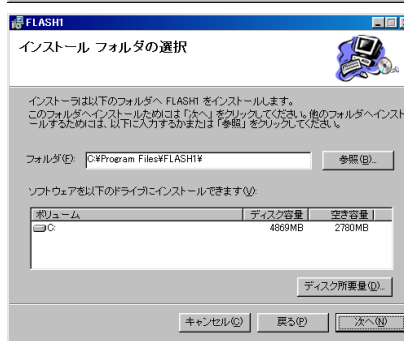 FLASH1
インストール フォルダの選択
インストーラは以下のフォルダへ FLASH1 をインストールします。
このフォルダへインストールためには「次へ」をクリックしてください。他のフォルダへインスト
ールするためには、以下に入力するかまたは「参照」をクリックしてください。
フォルダ(F):
C:¥Program Files¥FLASH1¥
参照(R)...
ソフトウェアを以下のドライブにインストールできます(V):
ボリューム ディスク容量 空き容量
C: 4869MB 2780MB
ディスク所要量(D)...
キャンセル(C) 戻る(P) 次へ(N)